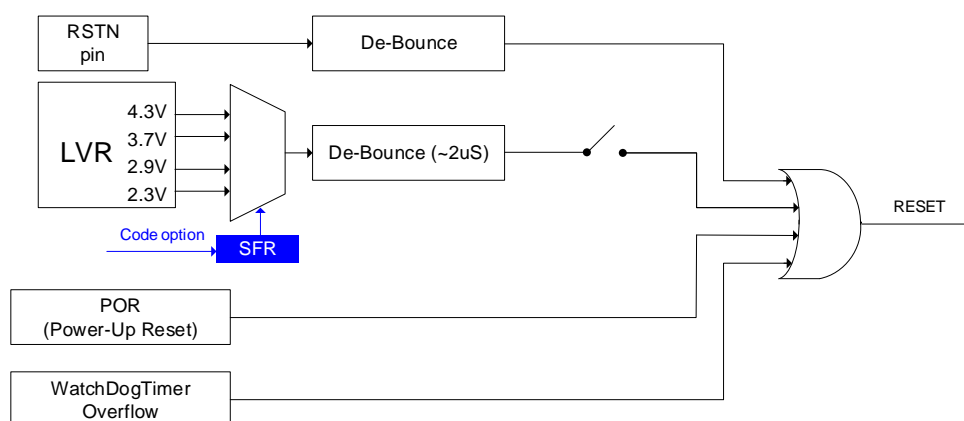 RSTN
pin
De-Bounce
4.3V
3.7V
LVR
2.9V
2.3V
De-Bounce (~2uS)
RESET
Code option
SFR
POR
(Power-Up Reset)
WatchDogTimer
Overflow